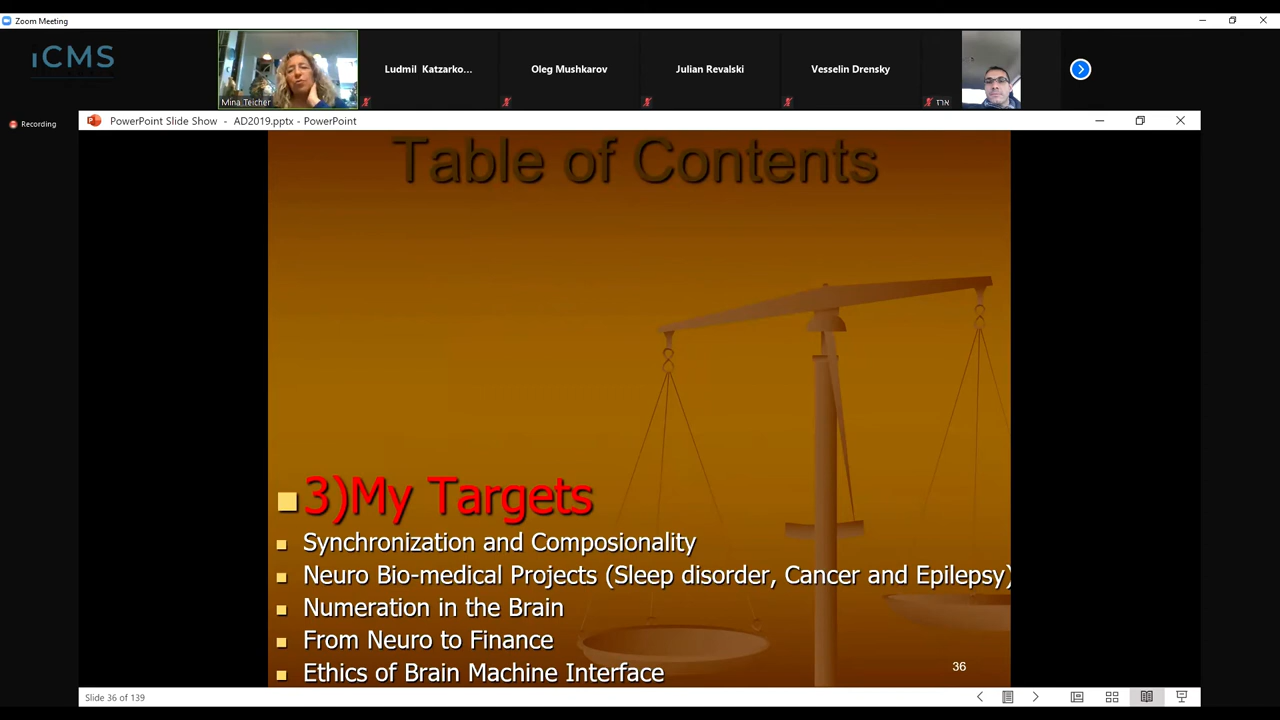 Zoom Meeting
iCMS
Mina Teicher
Ludmil Katzarko...
Oleg Mushkarov
Julian Revalski
Vesselin Drensky
ארז
Recording
PowerPoint Slide Show - AD2019.pptx - PowerPoint
Table of Contents
3)My Targets
Synchronization and Composionality
Neuro Bio-medical Projects (Sleep disorder, Cancer and Epilepsy)
Numeration in the Brain
From Neuro to Finance
Ethics of Brain Machine Interface
36
Slide 36 of 139